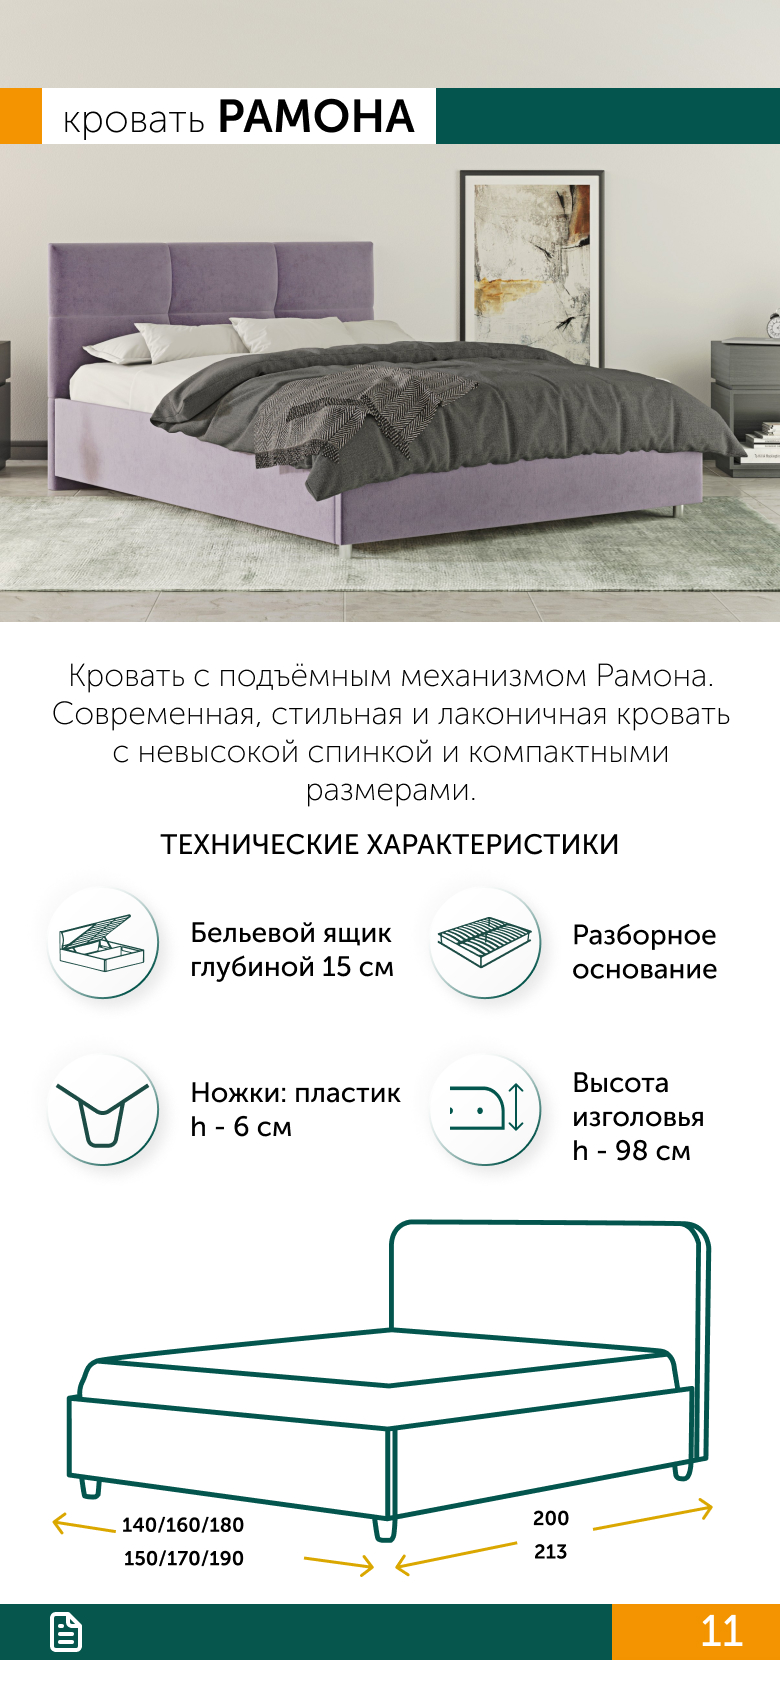 кровать РАМОНА
Кровать с подъёмным механизмом Рамона.
Современная, стильная и лаконичная кровать
с невысокой спинкой и компактными
размерами.
ТЕХНИЧЕСКИЕ ХАРАКТЕРИСТИКИ
Бельевой ящик
глубиной 15 см
Разборное
основание
Ножки: пластик
h - 6 см
Высота
изголовья
h - 98 см
140/160/180
150/170/190
200
213
11